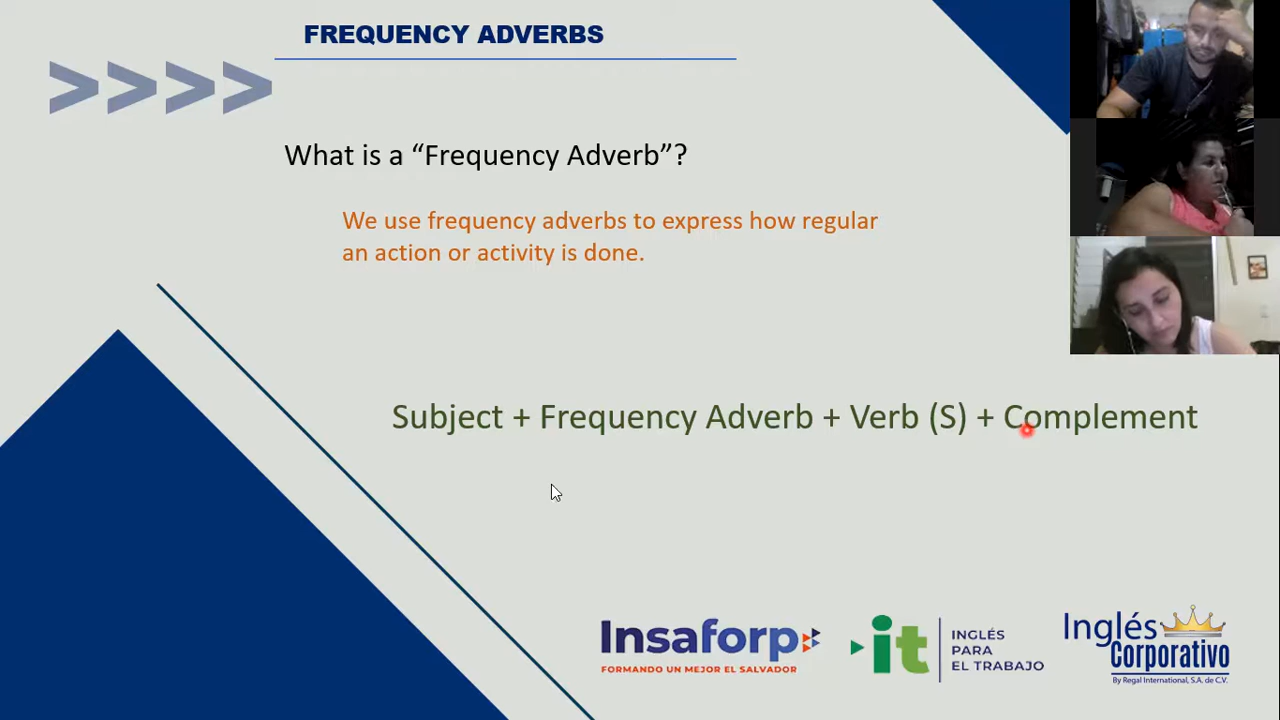 FREQUENCY ADVERBS
>>>>
What is a “Frequency Adverb”?
We use frequency adverbs to express how regular
an action or activity is done.
Subject + Frequency Adverb + Verb (S) + Complement
Insaforp
FORMANDO UN MEJOR EL SALVADOR
it
INGLÉS
PARA
EL TRABAJO
Inglés
Corporativo
By Regal International, S.A. de C.V.